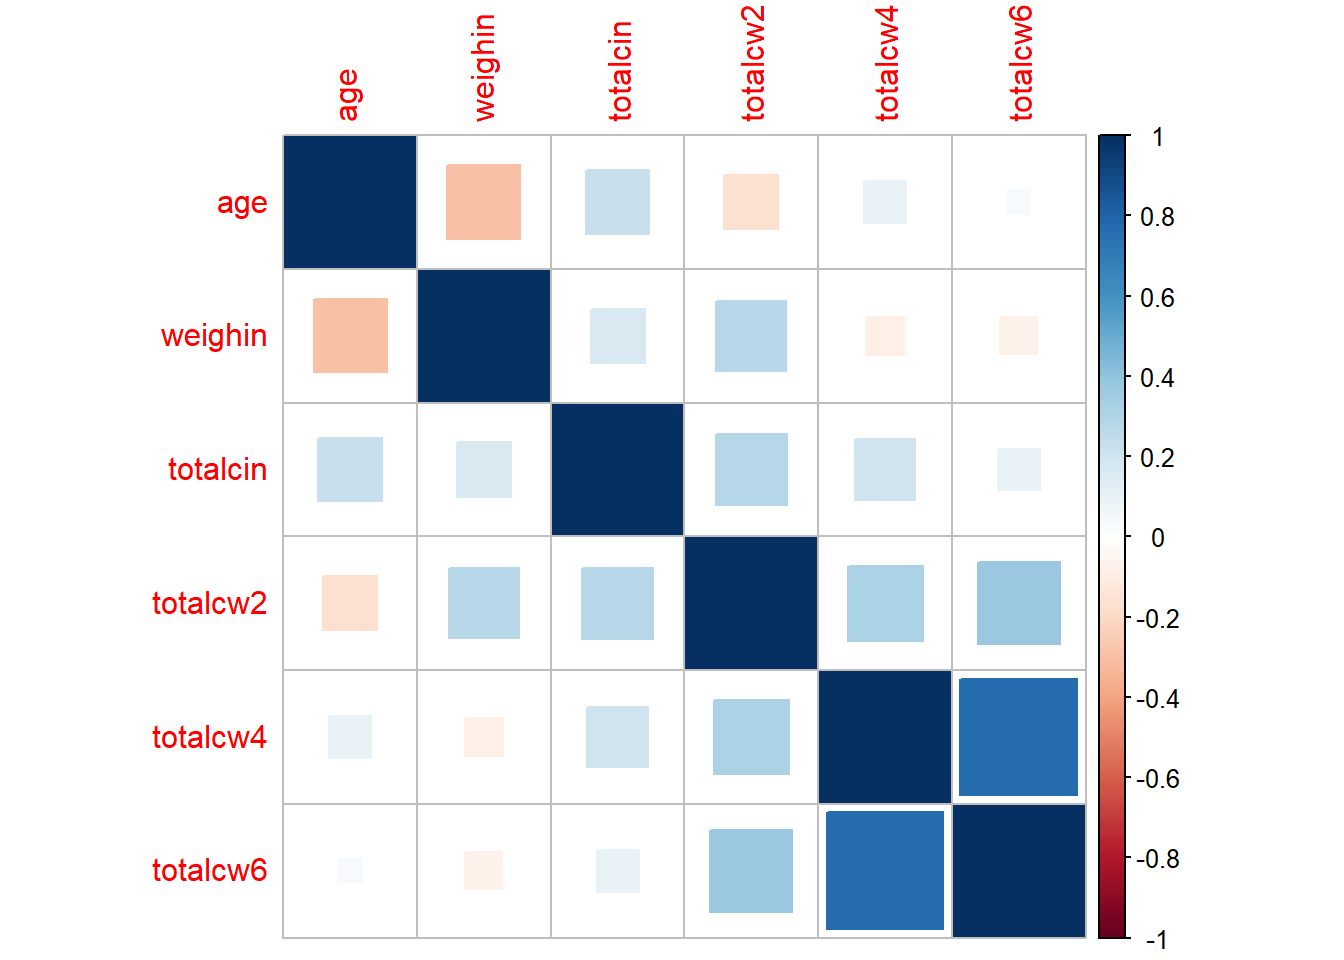 age
weighin
totalcin
totalcw2
totalcw4
totalcw6
age
weighin
totalcin
totalcw2
totalcw4
totalcw6
1
0.8
0.6
0.4
0.2
0
-0.2
-0.4
-0.6
-0.8
-1